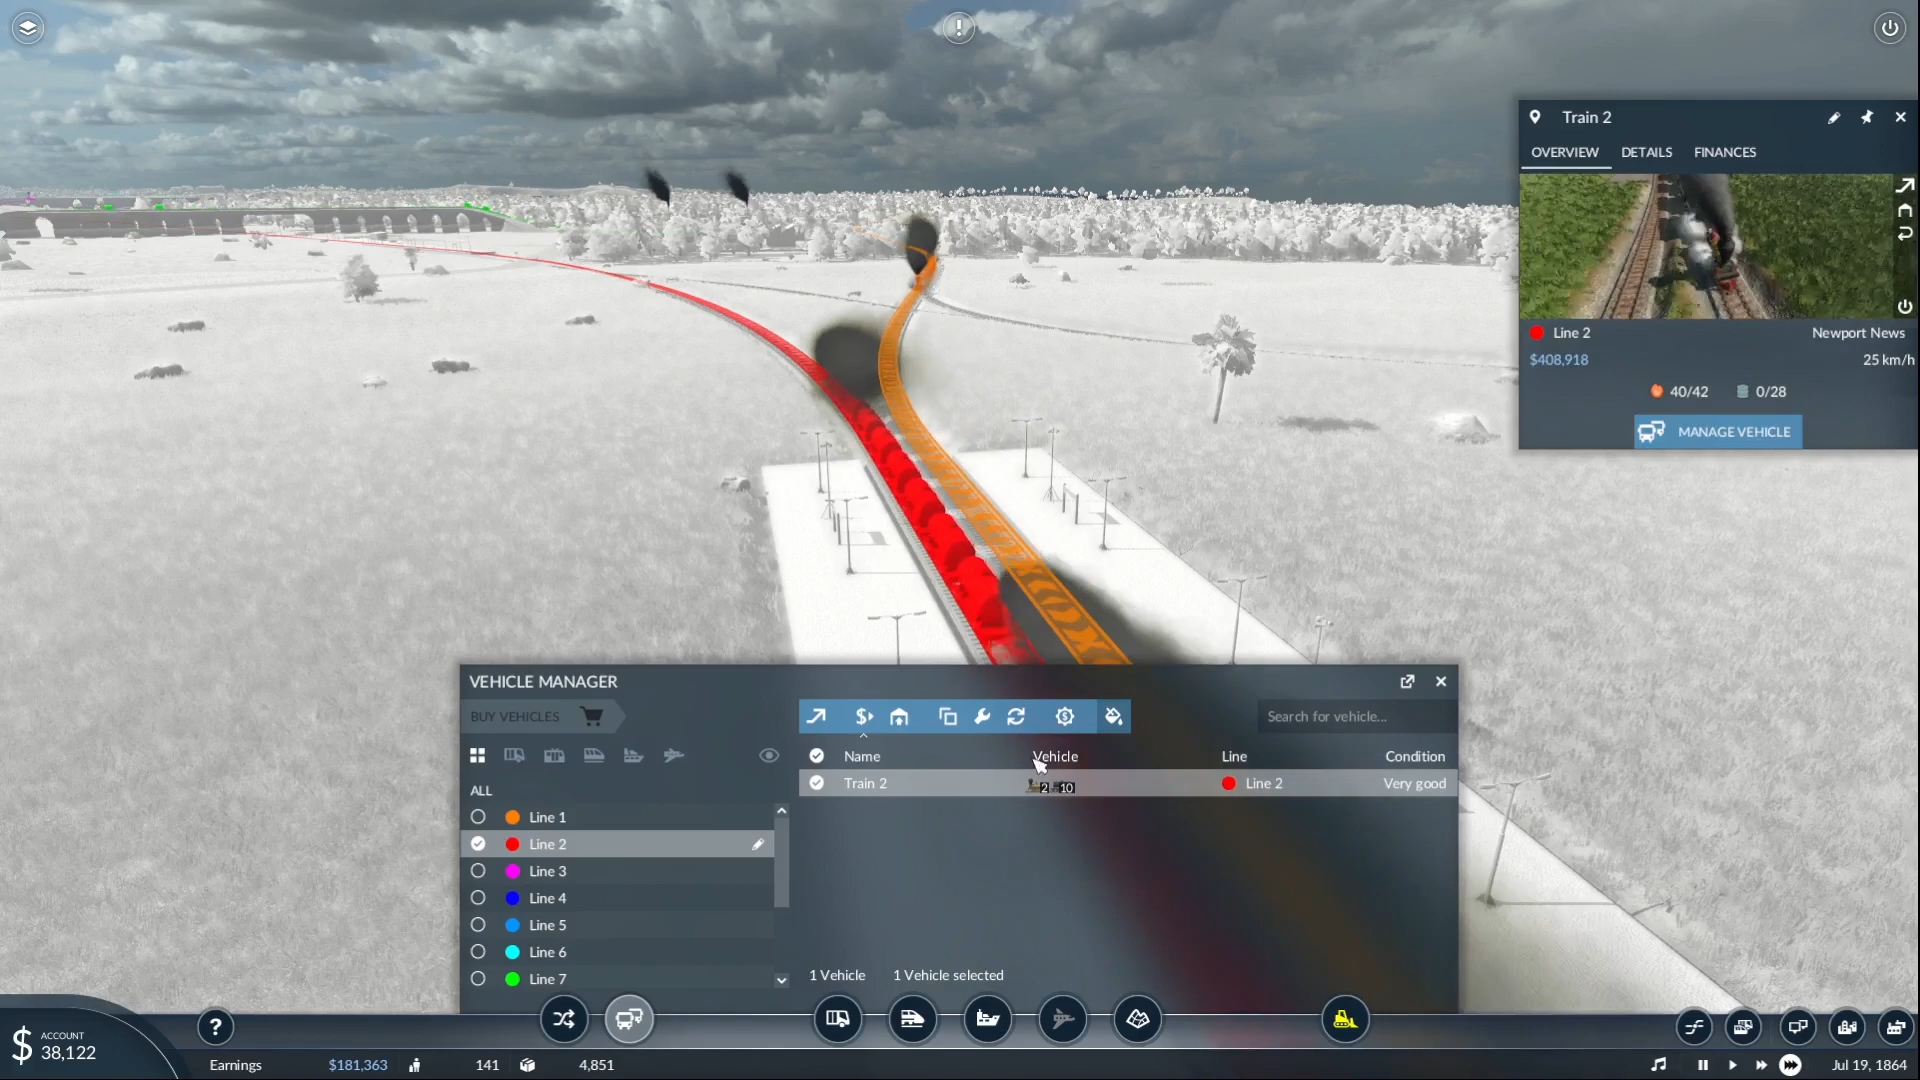 !
Train 2
OVERVIEW DETAILS FINANCES
Line 2 Newport News
$408,918 25 km/h
40/42 0/28
MANAGE VEHICLE
VEHICLE MANAGER
BUY VEHICLES
$
Search for vehicle...
Name Vehicle Line Condition
Train 2 2 10 Line 2 Very good
ALL
Line 1
Line 2
Line 3
Line 4
Line 5
Line 6
Line 7
1 Vehicle 1 Vehicle selected
?
$ ACCOUNT
38,122
Earnings $181,363 141 4,851 Jul 19, 1864